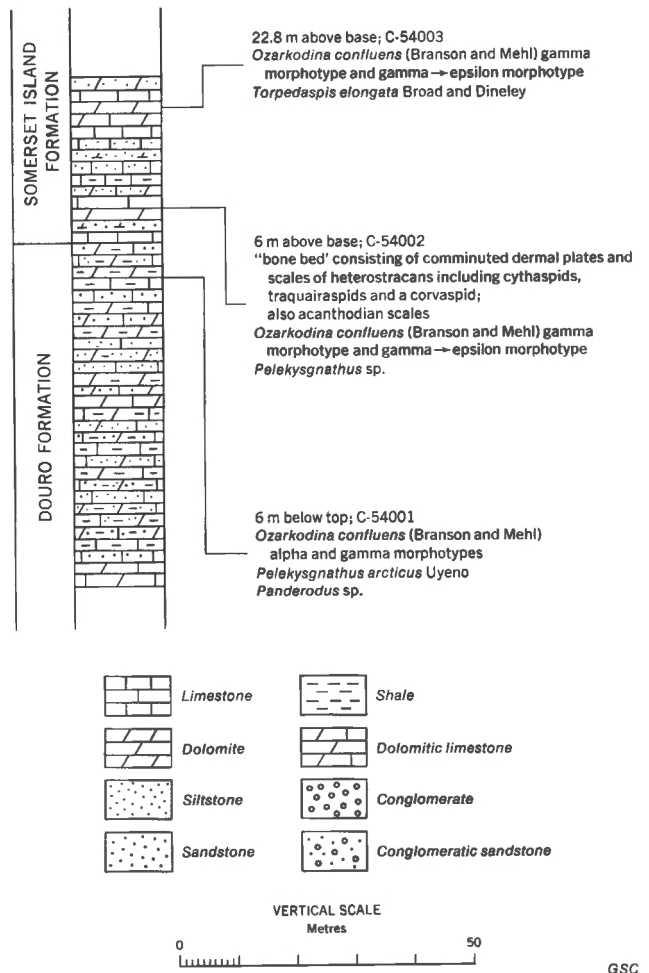 SOMERSET ISLAND
FORMATION
DOURO FORMATION
22.8 m above base; C-54003
Ozarkodina confluens (Branson and Mehl) gamma
morphotype and gamma→epsilon morphotype
Torpedaspis elongata Broad and Dineley
6 m above base; C-54002
"bone bed' consisting of comminuted dermal plates and
scales of heterostracans including cythaspids,
traquairaspids and a corvaspid;
also acanthodian scales
Ozarkodina confluens (Branson and Mehl) gamma
morphotype and gamma→epsilon morphotype
Pelekysgnathus sp.
6 m below top; C-54001
Ozarkodina confluens (Branson and Mehl)
alpha and gamma morphotypes
Pelekysgnathus arcticus Uyeno
Panderodus sp.
Limestone
Shale
Dolomite
Dolomitic limestone
Siltstone
Conglomerate
Sandstone
Conglomeratic sandstone
VERTICAL SCALE
Metres
0 50
GSC